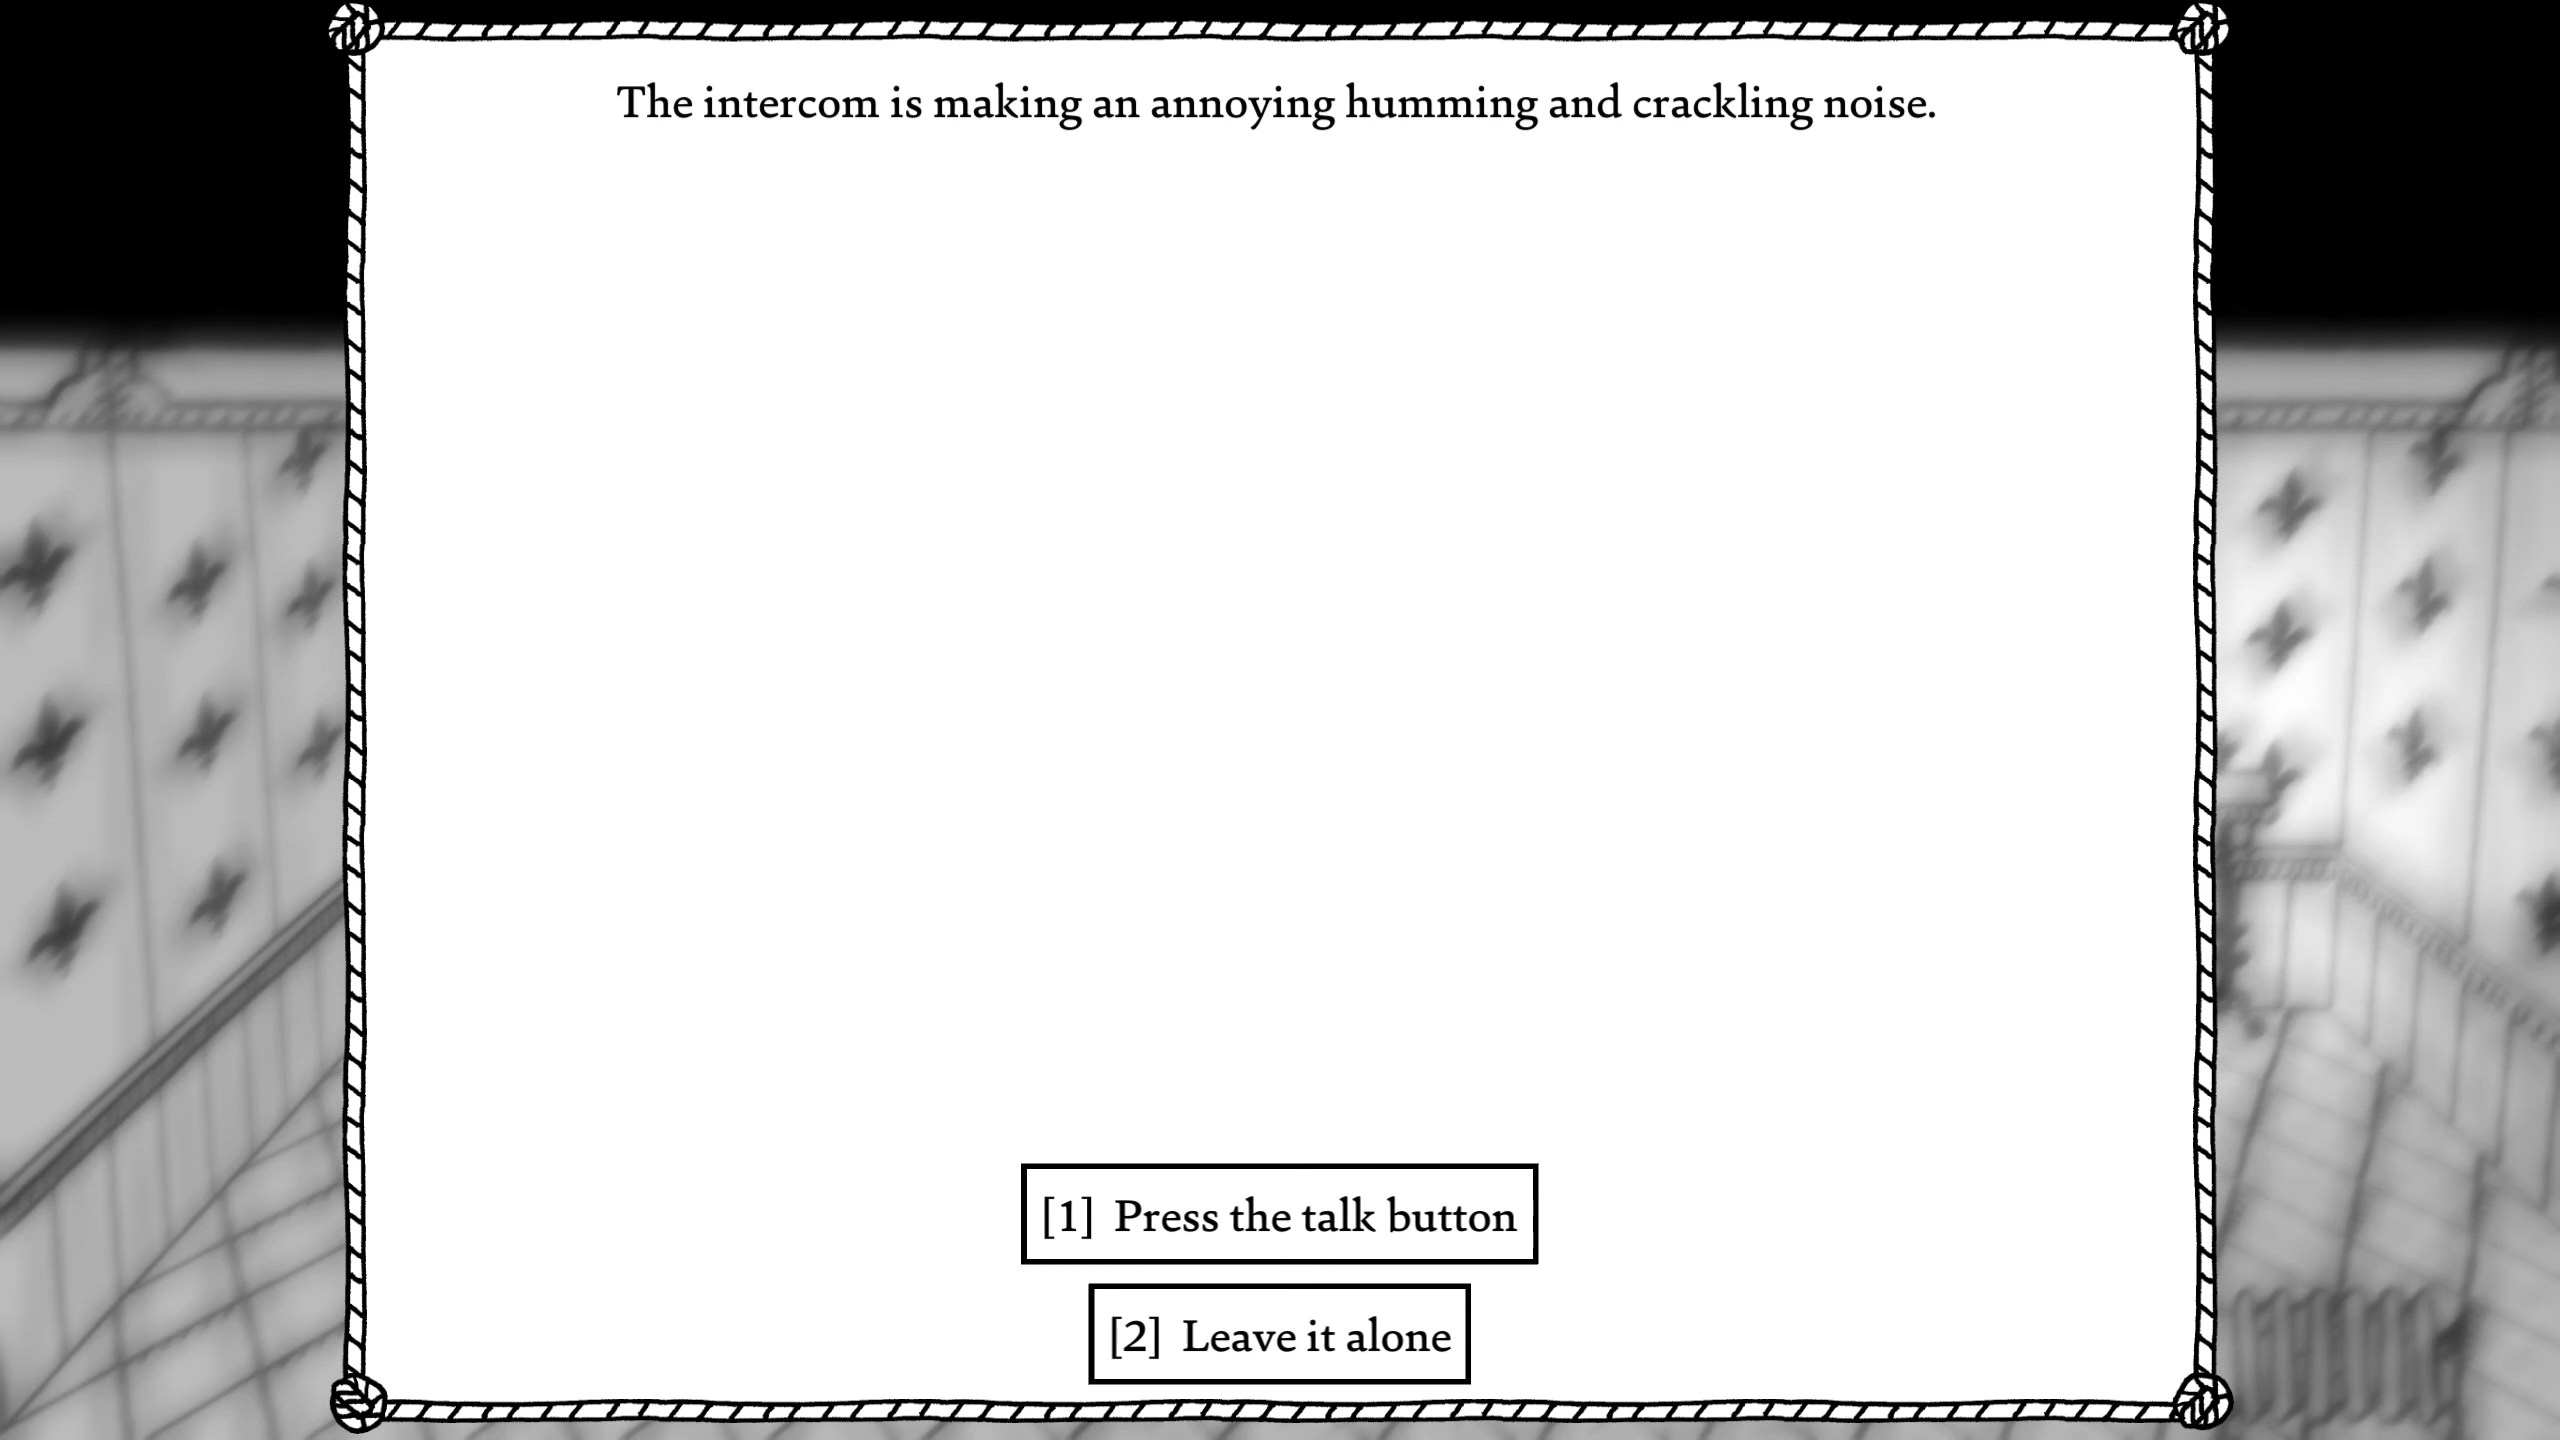 The intercom is making an annoying humming and crackling noise.
[1] Press the talk button
[2] Leave it alone